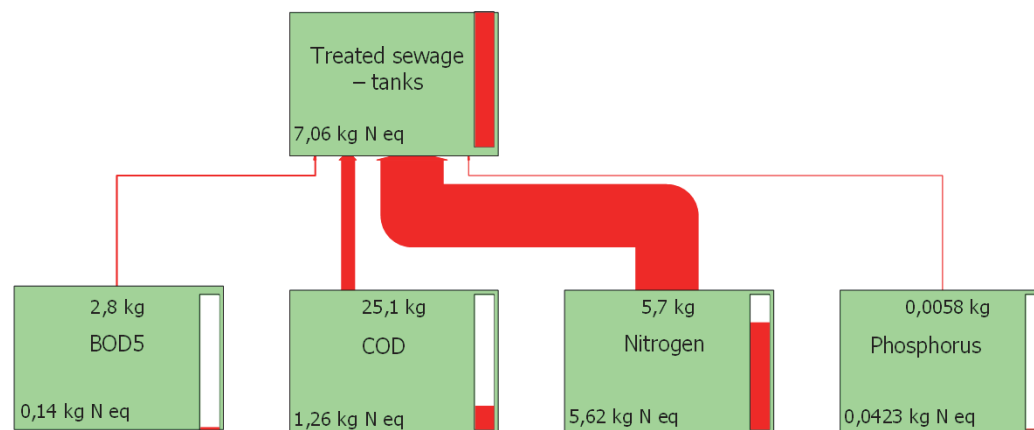 Treated sewage
– tanks
7,06 kg N eq
2,8 kg
BOD5
0,14 kg N eq
25,1 kg
COD
1,26 kg N eq
5,7 kg
Nitrogen
5,62 kg N eq
0,0058 kg
Phosphorus
0,0423 kg N eq